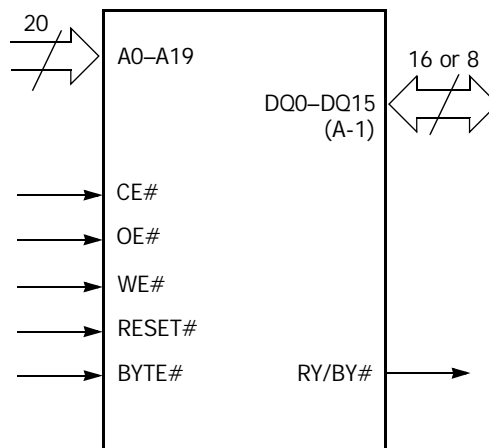 20
A0–A19
16 or 8
DQ0–DQ15
(A-1)
CE#
OE#
WE#
RESET#
BYTE#
RY/BY#